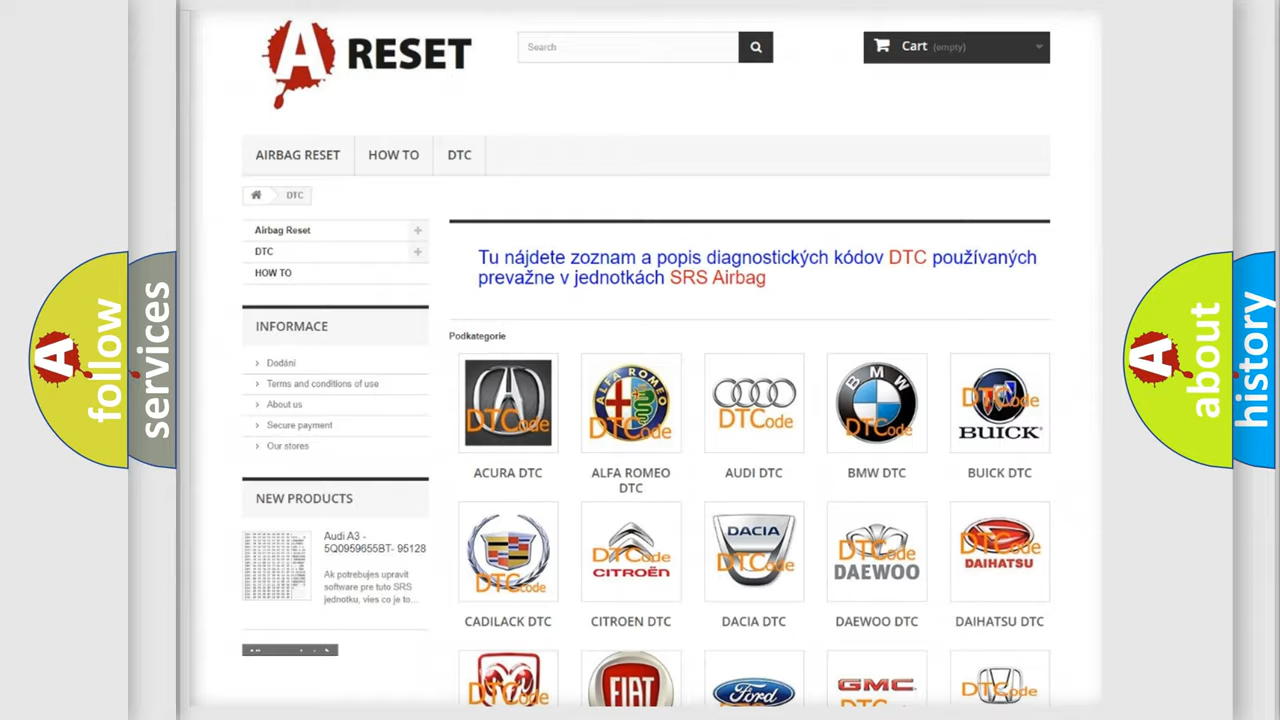 A RESET
Search
Cart (empty)
AIRBAG RESET
HOW TO
DTC
DTC
Airbag Reset
DTC
HOW TO
INFORMACE
Dodání
Terms and conditions of use
About us
Secure payment
Our stores
NEW PRODUCTS
Audi A3 -
5Q0959655BT- 95128
Ak potrebujes upravit
software pre tuto SRS
jednotku, vies co je to...
Tu nájdete zoznam a popis diagnostických kódov DTC používaných
prevažne v jednotkách SRS Airbag
Podkategorie
DTCode
ALFA ROMEO
DTCode
DTCode
BMW
DTCode
DTCode
BUICK
ACURA DTC
ALFA ROMEO
DTC
AUDI DTC
BMW DTC
BUICK DTC
DTCode
DTCode
CITROËN
DACIA
DTCode
DTCode
DAEWOO
DTCode
DAIHATSU
CADILACK DTC
CITROEN DTC
DACIA DTC
DAEWOO DTC
DAIHATSU DTC
DTCode
FIAT
Ford
GMC
DTCode
A follow
services
A about
history